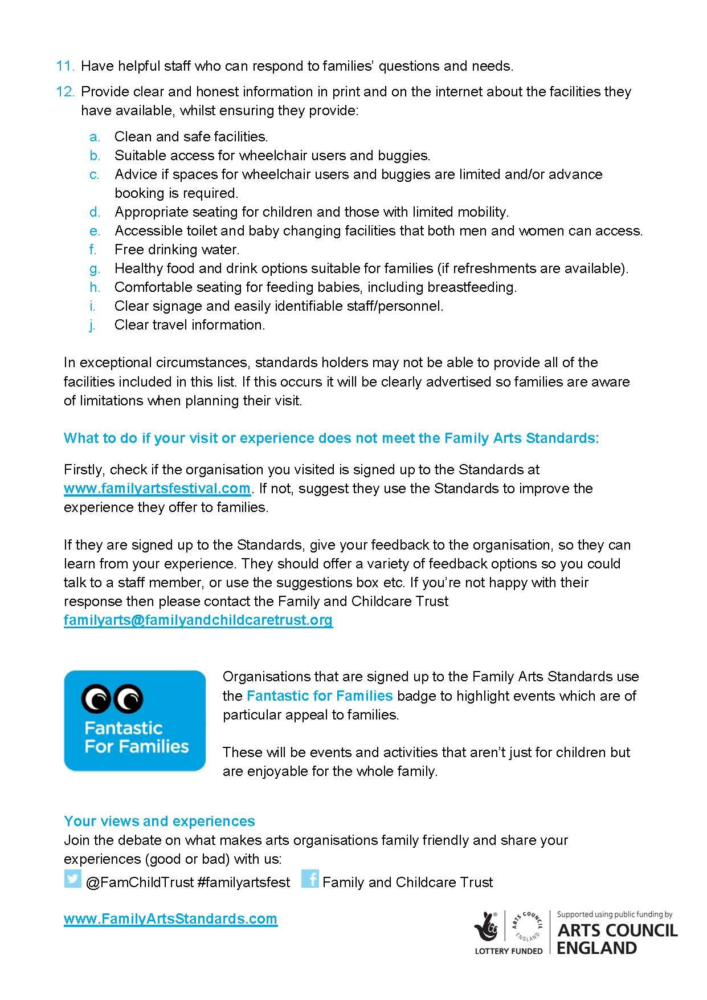 11. Have helpful staff who can respond to families’ questions and needs.
12. Provide clear and honest information in print and on the internet about the facilities they
have available, whilst ensuring they provide:
a. Clean and safe facilities.
b. Suitable access for wheelchair users and buggies.
c. Advice if spaces for wheelchair users and buggies are limited and/or advance
booking is required.
d. Appropriate seating for children and those with limited mobility.
e. Accessible toilet and baby changing facilities that both men and women can access.
f. Free drinking water.
g. Healthy food and drink options suitable for families (if refreshments are available).
h. Comfortable seating for feeding babies, including breastfeeding.
i. Clear signage and easily identifiable staff/personnel.
j. Clear travel information.
In exceptional circumstances, standards holders may not be able to provide all of the
facilities included in this list. If this occurs it will be clearly advertised so families are aware
of limitations when planning their visit.
What to do if your visit or experience does not meet the Family Arts Standards:
Firstly, check if the organisation you visited is signed up to the Standards at
www.familyartsfestival.com. If not, suggest they use the Standards to improve the
experience they offer to families.
If they are signed up to the Standards, give your feedback to the organisation, so they can
learn from your experience. They should offer a variety of feedback options so you could
talk to a staff member, or use the suggestions box etc. If you’re not happy with their
response then please contact the Family and Childcare Trust
familyarts@familyandchildcaretrust.org
Fantastic
For Families
Organisations that are signed up to the Family Arts Standards use
the Fantastic for Families badge to highlight events which are of
particular appeal to families.
These will be events and activities that aren’t just for children but
are enjoyable for the whole family.
Your views and experiences
Join the debate on what makes arts organisations family friendly and share your
experiences (good or bad) with us:
@FamChildTrust #familyartsfest f Family and Childcare Trust
www.FamilyArtsStandards.com
®
ARTS COUNCIL
ENGLAND
LOTTERY FUNDED
Supported using public funding by
ARTS COUNCIL
ENGLAND